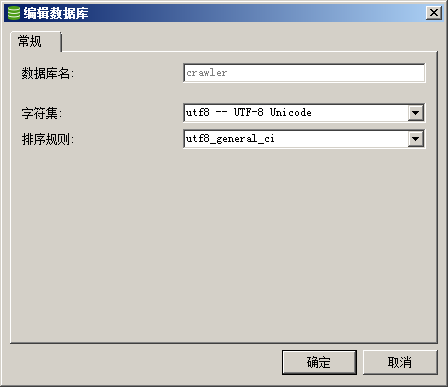 编辑数据库
常规
数据库名: crawler
字符集: utf8 -- UTF-8 Unicode
排序规则: utf8_general_ci
确定 取消